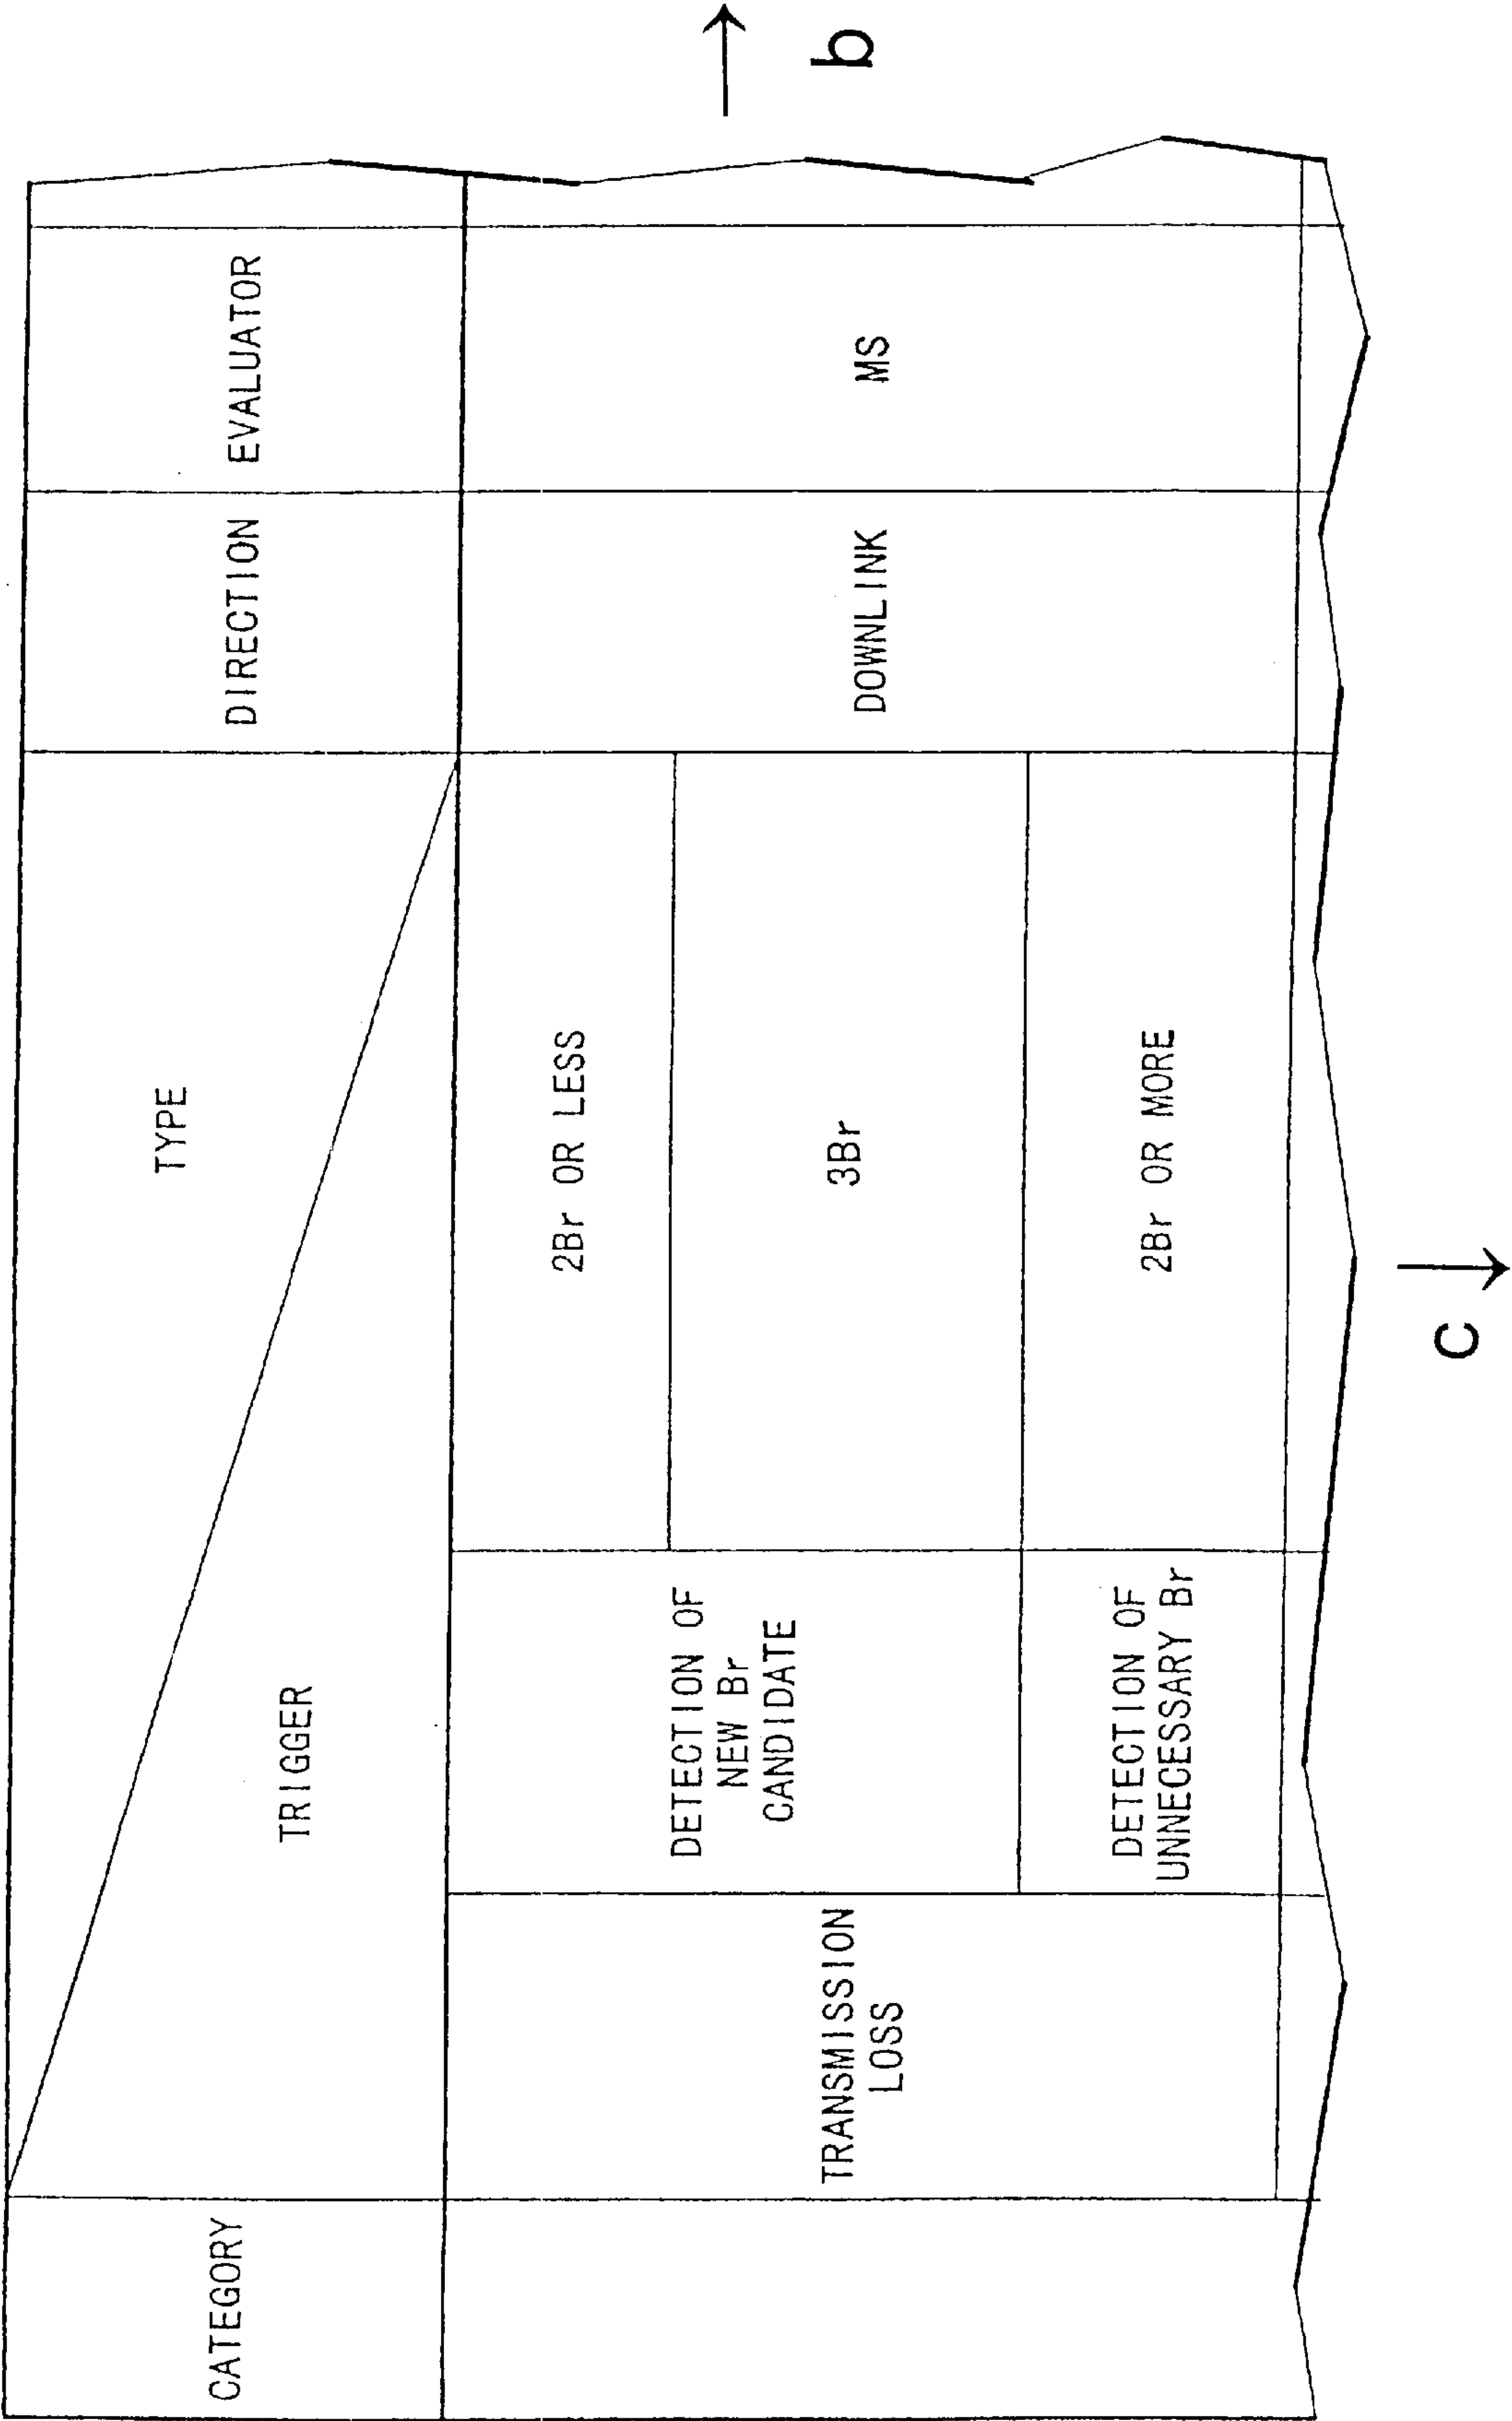 CATEGORY
TRIGGER
TYPE
DIRECTION
EVALUATOR
TRANSMISSION
LOSS
DETECTION OF
NEW Br
CANDIDATE
2Br OR LESS
3Br
DOWNLINK
MS
DETECTION OF
UNNECESSARY Br
2Br OR MORE
b
c